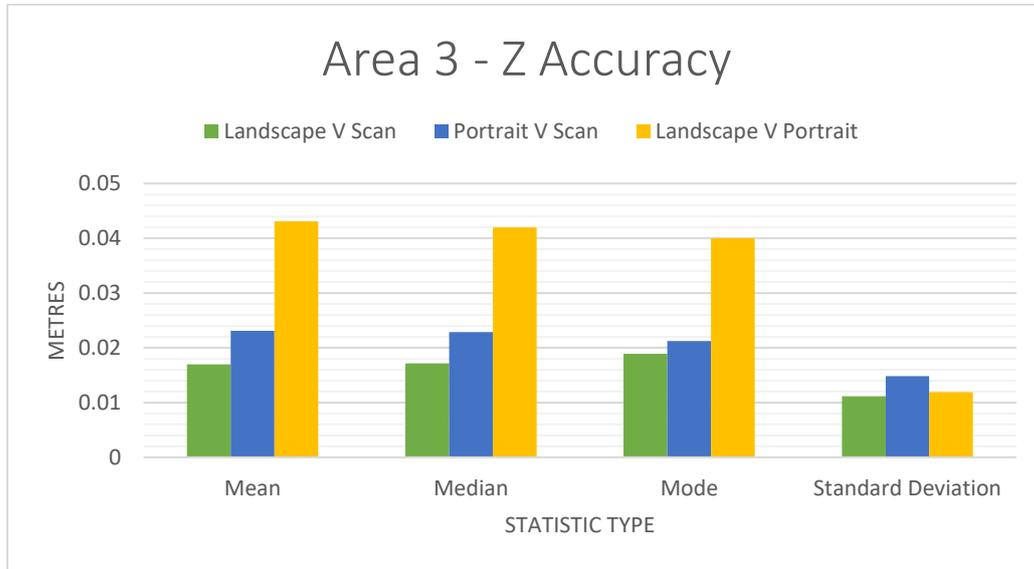 Area 3 - Z Accuracy
Landscape V Scan Portrait V Scan Landscape V Portrait
0.05
0.04
0.03
0.02
0.01
0
METRES
Mean Median Mode Standard Deviation
STATISTIC TYPE